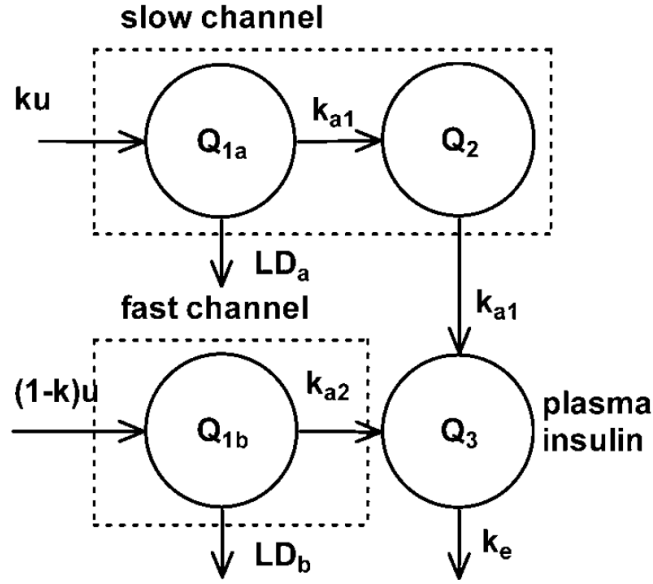 slow channel
ku
Q1a
ka1
Q2
LDa
ka1
fast channel
(1-k)u
Q1b
ka2
Q3
plasma
insulin
LDb
ke